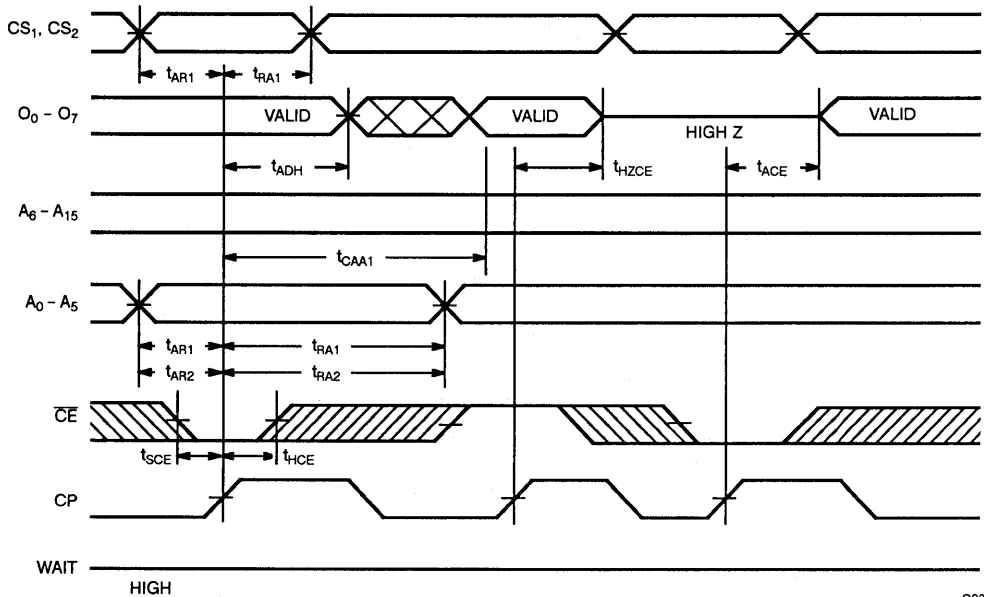 CS1, CS2
tAR1 tRA1
O0 – O7 VALID VALID HIGH Z VALID
tADH tHZCE tACE
A6 – A15
tCAA1
A0 – A5
tAR1 tRA1
tAR2 tRA2
CE
tSCE tHCE
CP
WAIT
HIGH